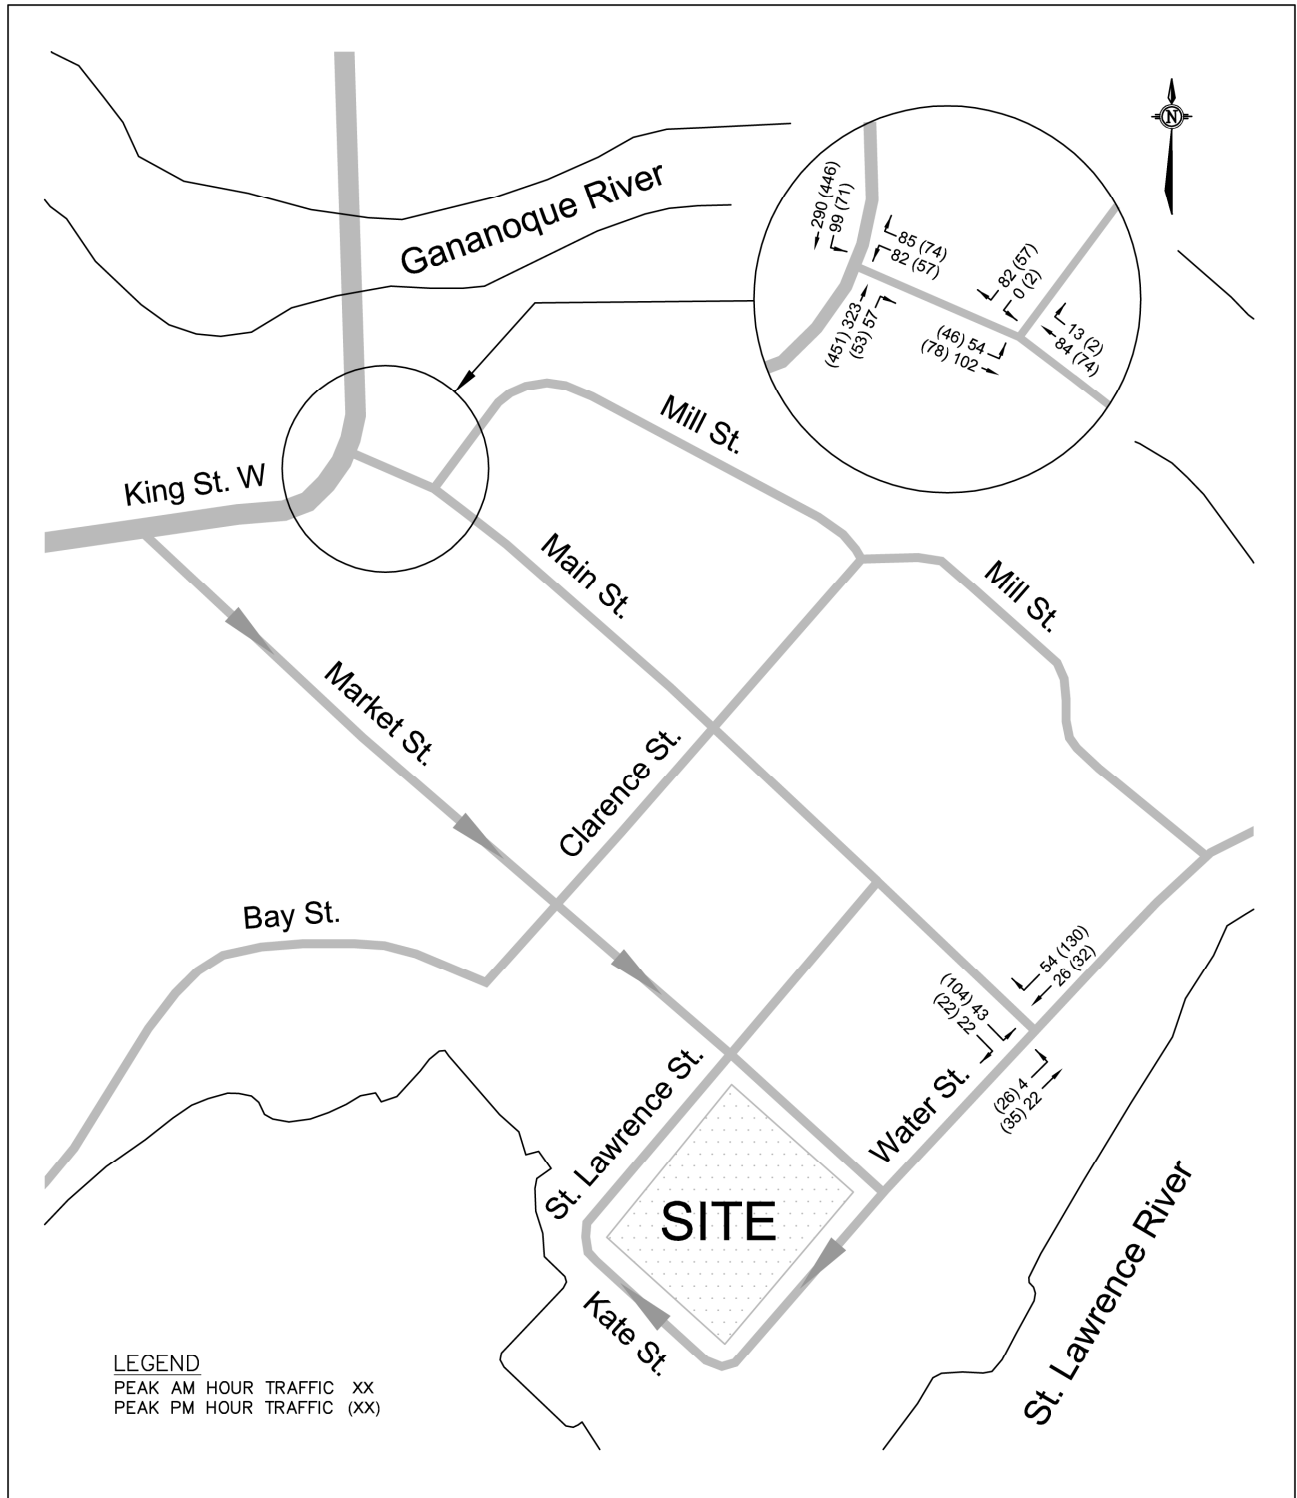 N
Gananoque River
290 (446)
99 (71)
85 (74)
82 (57)
82 (57)
0 (2)
(451) 323
(53) 57
(46) 54
(78) 102
13 (2)
84 (74)
Mill St.
King St. W
Main St.
Mill St.
Market St.
Clarence St.
Bay St.
54 (130)
26 (32)
(104) 43
(22) 22
(26) 4
(35) 22
St. Lawrence St.
Water St.
SITE
Kate St.
St. Lawrence River
LEGEND
PEAK AM HOUR TRAFFIC XX
PEAK PM HOUR TRAFFIC (XX)